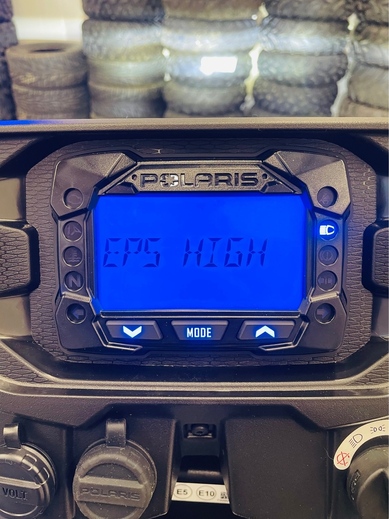 POLARIS
EPS HIGH
MODE
VOLT
POLARIS
E5 E10